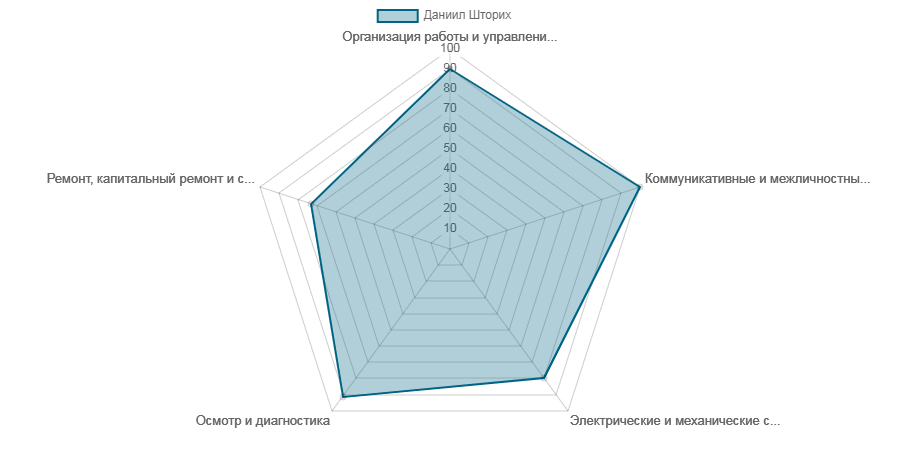 Даниил Шторих
Организация работы и управлени...
100
90
80
70
60
50
40
30
20
10
Ремонт, капитальный ремонт и с...
Коммуникативные и межличностны...
Осмотр и диагностика
Электрические и механические с...